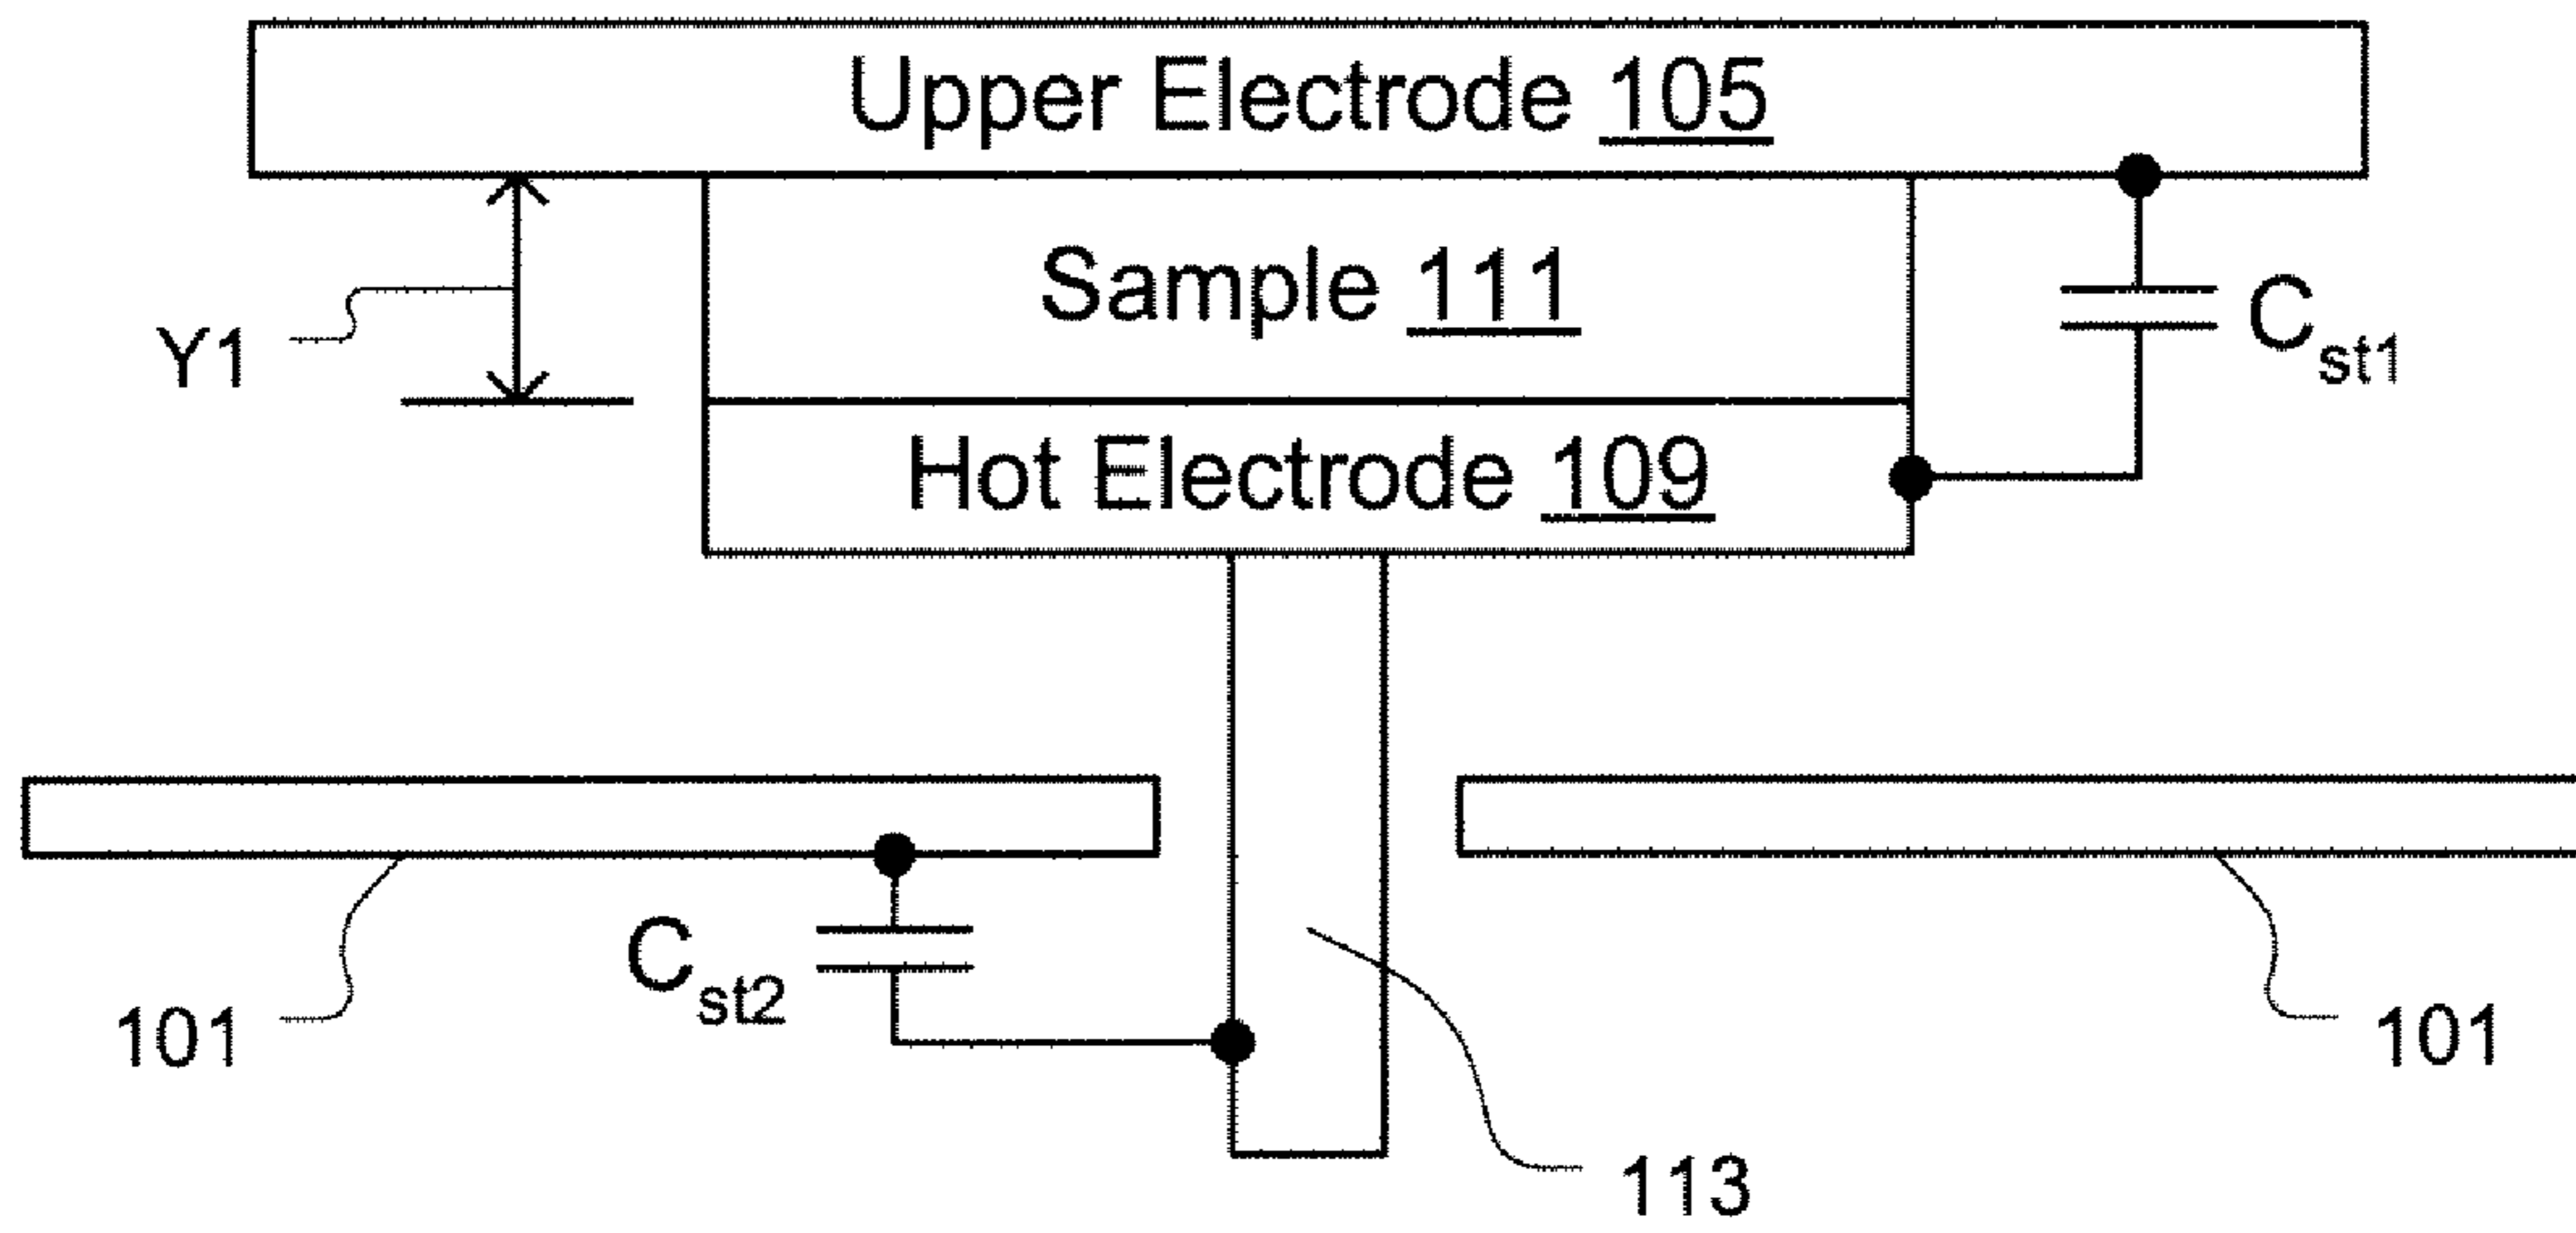 Upper Electrode 105
Sample 111
Y1
Cst1
Hot Electrode 109
Cst2
101
101
113